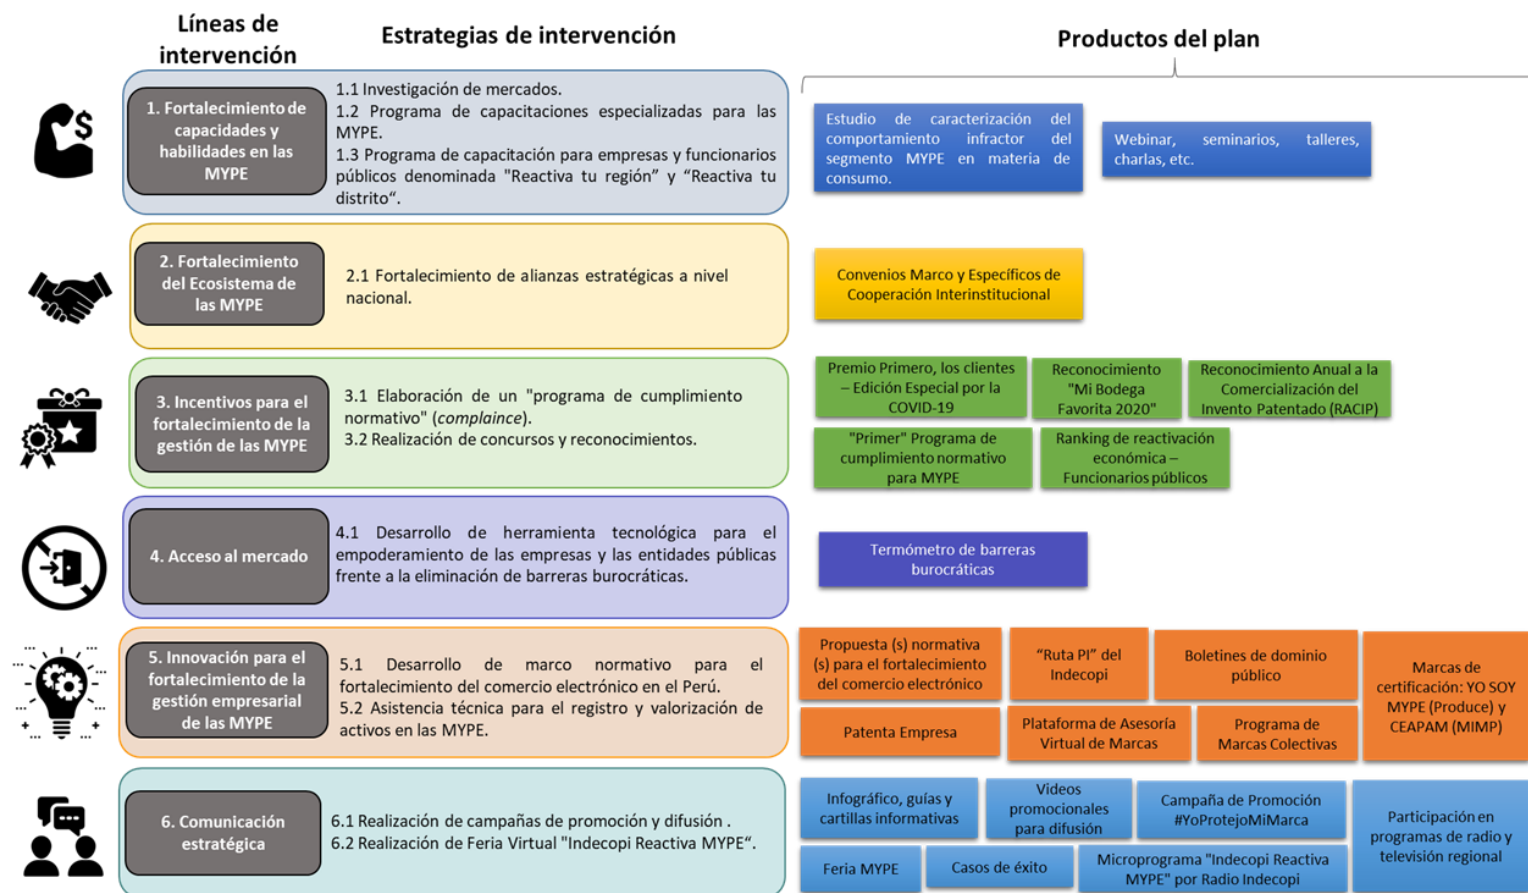 Líneas de
intervención
Estrategias de intervención
Productos del plan
1. Fortalecimiento de
capacidades y
habilidades en las
MYPE
1.1 Investigación de mercados.
1.2 Programa de capacitaciones especializadas para las
MYPE.
1.3 Programa de capacitación para empresas y funcionarios
públicos denominada "Reactiva tu región” y “Reactiva tu
distrito“.
Estudio de caracterización del
comportamiento infractor del
segmento MYPE en materia de
consumo.
Webinar, seminarios, talleres,
charlas, etc.
2. Fortalecimiento
del Ecosistema de
las MYPE
2.1 Fortalecimiento de alianzas estratégicas a nivel
nacional.
Convenios Marco y Específicos de
Cooperación Interinstitucional
3. Incentivos para el
fortalecimiento de la
gestión de las MYPE
3.1 Elaboración de un "programa de cumplimiento
normativo" (complaince).
3.2 Realización de concursos y reconocimientos.
Premio Primero, los clientes
– Edición Especial por la
COVID-19
Reconocimiento
"Mi Bodega
Favorita 2020"
Reconocimiento Anual a la
Comercialización del
Invento Patentado (RACIP)
"Primer" Programa de
cumplimiento normativo
para MYPE
Ranking de reactivación
económica –
Funcionarios públicos
4. Acceso al mercado
4.1 Desarrollo de herramienta tecnológica para el
empoderamiento de las empresas y las entidades públicas
frente a la eliminación de barreras burocráticas.
Termómetro de barreras
burocráticas
5. Innovación para el
fortalecimiento de la
gestión empresarial
de las MYPE
5.1 Desarrollo de marco normativo para el
fortalecimiento del comercio electrónico en el Perú.
5.2 Asistencia técnica para el registro y valorización de
activos en las MYPE.
Propuesta (s) normativa
(s) para el fortalecimiento
del comercio electrónico
“Ruta PI” del
Indecopi
Boletines de dominio
público
Marcas de
certificación: YO SOY
MYPE (Produce) y
CEAPAM (MIMP)
Patenta Empresa
Plataforma de Asesoría
Virtual de Marcas
Programa de
Marcas Colectivas
6. Comunicación
estratégica
6.1 Realización de campañas de promoción y difusión .
6.2 Realización de Feria Virtual "Indecopi Reactiva MYPE“.
Infográfico, guías y
cartillas informativas
Videos
promocionales
para difusión
Campaña de Promoción
#YoProtejoMiMarca
Participación en
programas de radio y
televisión regional
Feria MYPE
Casos de éxito
Microprograma "Indecopi Reactiva
MYPE" por Radio Indecopi